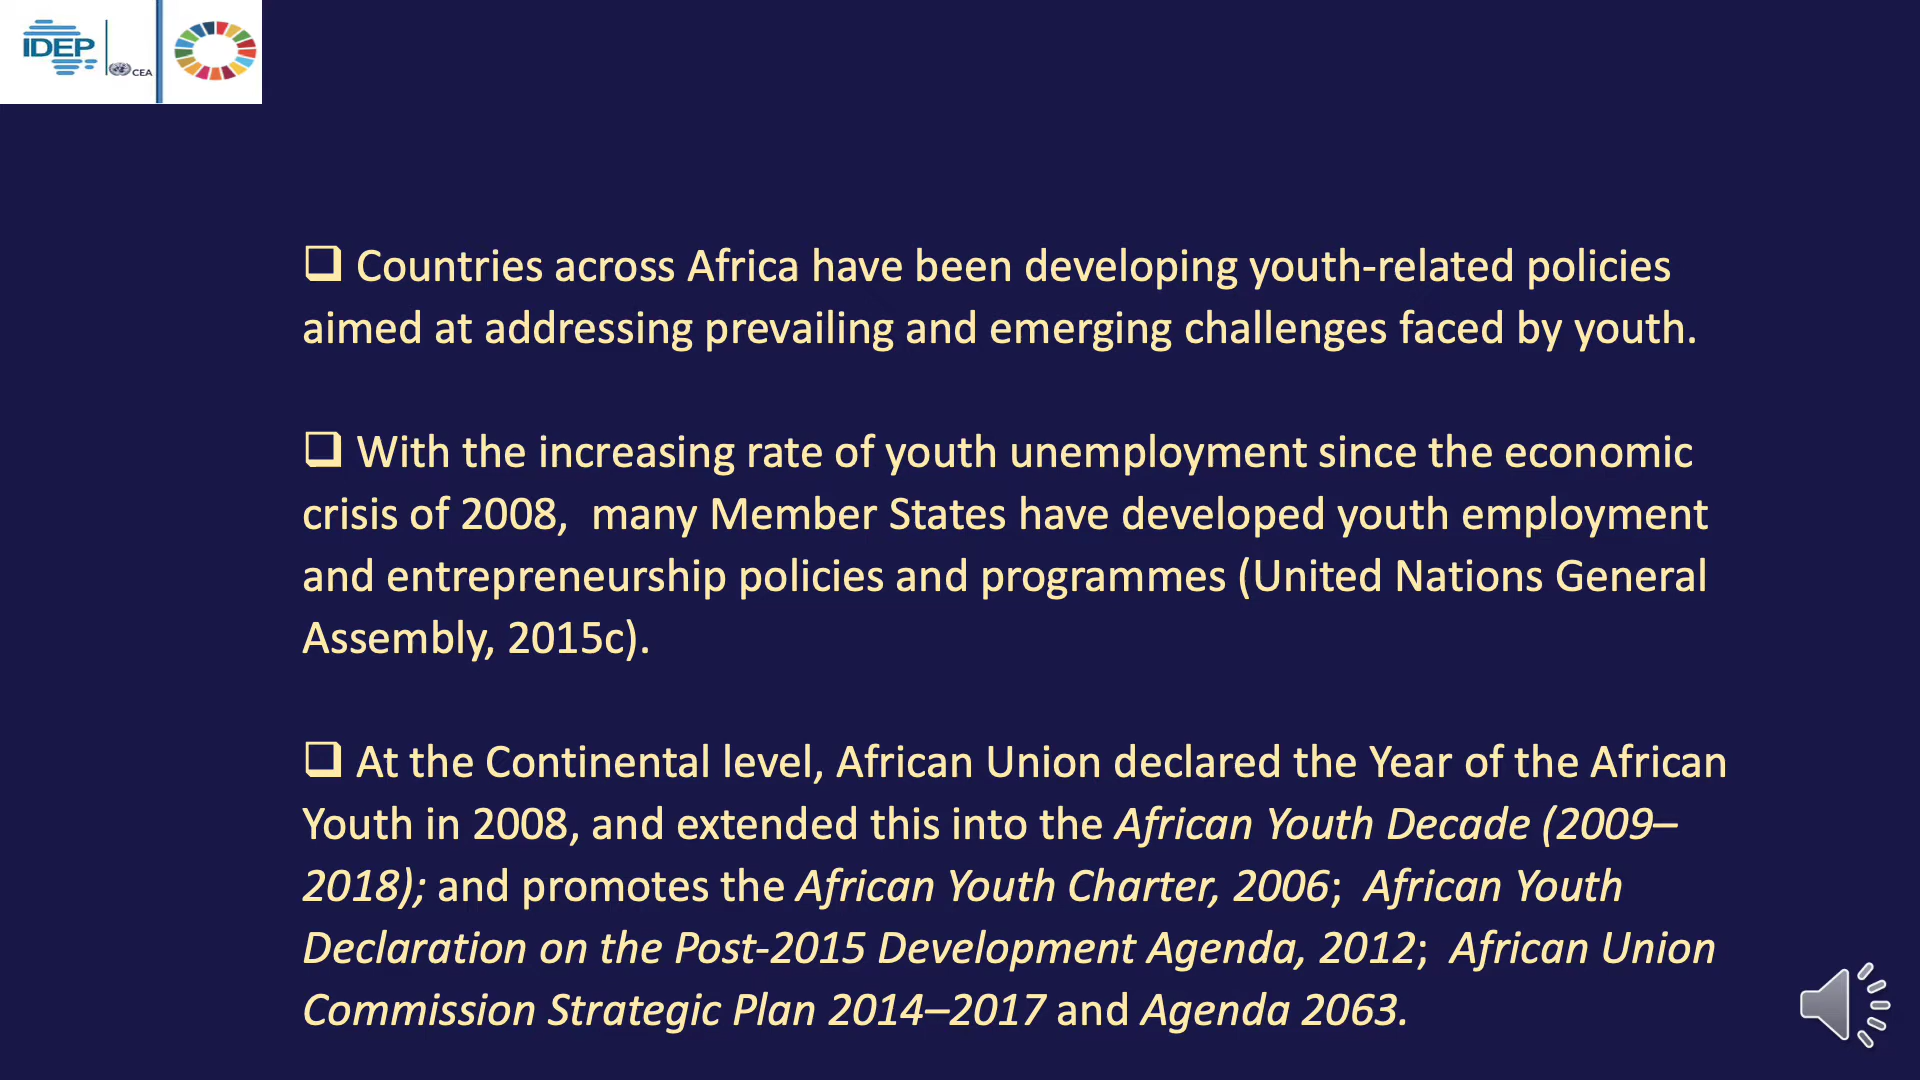 IDEP
CEA
❑ Countries across Africa have been developing youth-related policies
aimed at addressing prevailing and emerging challenges faced by youth.
❑ With the increasing rate of youth unemployment since the economic
crisis of 2008,  many Member States have developed youth employment
and entrepreneurship policies and programmes (United Nations General
Assembly, 2015c).
❑ At the Continental level, African Union declared the Year of the African
Youth in 2008, and extended this into the African Youth Decade (2009–
2018); and promotes the African Youth Charter, 2006;  African Youth
Declaration on the Post-2015 Development Agenda, 2012;  African Union
Commission Strategic Plan 2014–2017 and Agenda 2063.